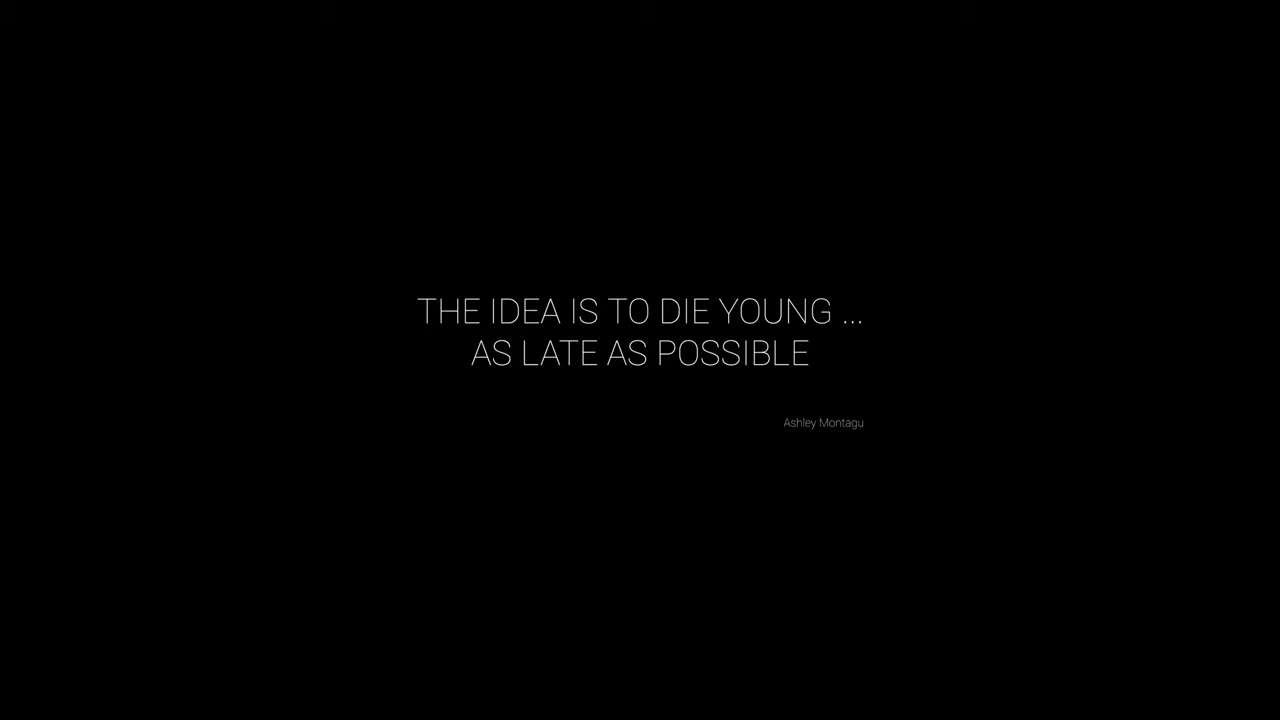 THE IDEA IS TO DIE YOUNG ...
AS LATE AS POSSIBLE
Ashley Montagu